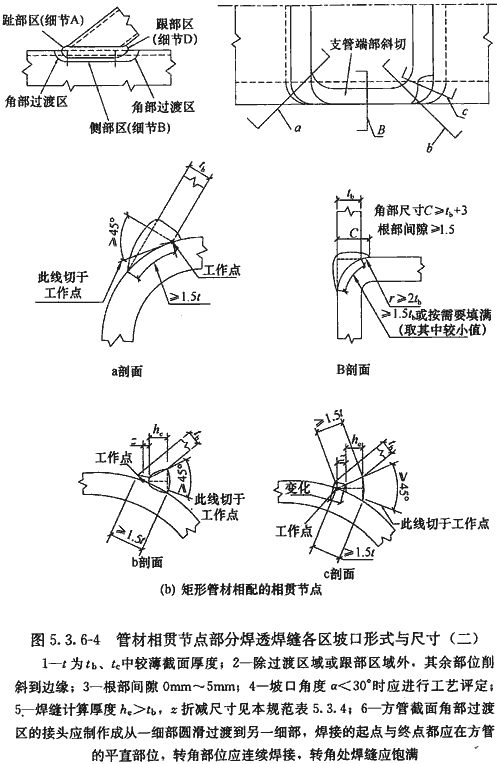 趾部区(细节A)
跟部区
(细节D)
角部过渡区
角部过渡区
侧部区(细节B)
支管端部斜切
a
B
b
c
t_b
≥45°
此线切于
工作点
工作点
≥1.5t
a剖面
t_b
C
角部尺寸C≥t_b+3
根部间隙≥1.5
r≥2t_b
≥1.5t_b或按需要填满
(取其中较小值)
B剖面
工作点
z
h_e
t_b
≥45°
此线切于
工作点
≥1.5t
b剖面
≥1.5t
h_e
z
t_b
变化
≤45°
工作点
此线切于工作点
≥1.5t
c剖面
(b) 矩形管材相配的相贯节点
图 5.3.6-4 管材相贯节点部分焊透焊缝各区坡口形式与尺寸（二）
1—t 为 t_b、t_c中较薄截面厚度；2—除过渡区域或跟部区域外，其余部位削
斜到边缘；3—根部间隙 0mm～5mm；4—坡口角度 α＜30°时应进行工艺评定；
5—焊缝计算厚度 h_e＞t_b，z 折减尺寸见本规范表 5.3.4；6—方管截面角部过渡
区的接头应制作成从一细部圆滑过渡到另一细部，焊接的起点与终点都应在方管
的平直部位，转角部位应连续焊接，转角处焊缝应饱满